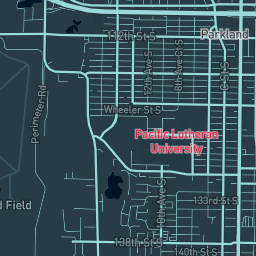 112th St S
Parkland
12th Ave S
8th Ave Ct S
C St S
Perimeter Rd
Wheeler St S
Pacific Lutheran
University
133rd St S
d Field
10th Ave S
138th St S
140th St S